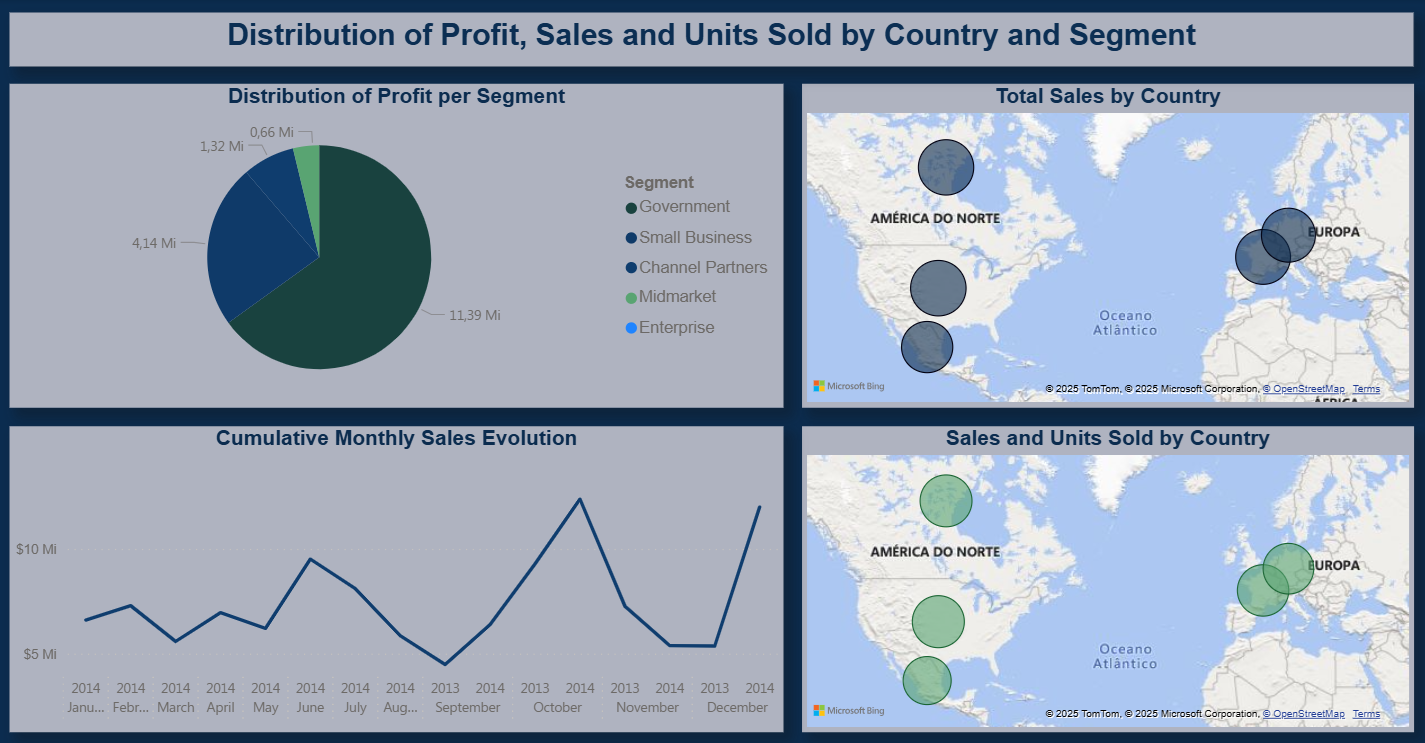 Distribution of Profit, Sales and Units Sold by Country and Segment
Distribution of Profit per Segment
0,66 Mi
1,32 Mi
4,14 Mi
11,39 Mi
Segment
Government
Small Business
Channel Partners
Midmarket
Enterprise
Total Sales by Country
AMÉRICA DO NORTE
EUROPA
Oceano
Atlântico
ÁFRICA
Microsoft Bing
© 2025 TomTom, © 2025 Microsoft Corporation, © OpenStreetMap Terms
Cumulative Monthly Sales Evolution
$10 Mi
$5 Mi
2014 2014 2014 2014 2014 2014 2014 2014 2013 2014 2013 2014 2013 2014 2013 2014
Janu... Febr... March April May June July Aug... September October November December
Sales and Units Sold by Country
AMÉRICA DO NORTE
EUROPA
Oceano
Atlântico
Microsoft Bing
© 2025 TomTom, © 2025 Microsoft Corporation, © OpenStreetMap Terms